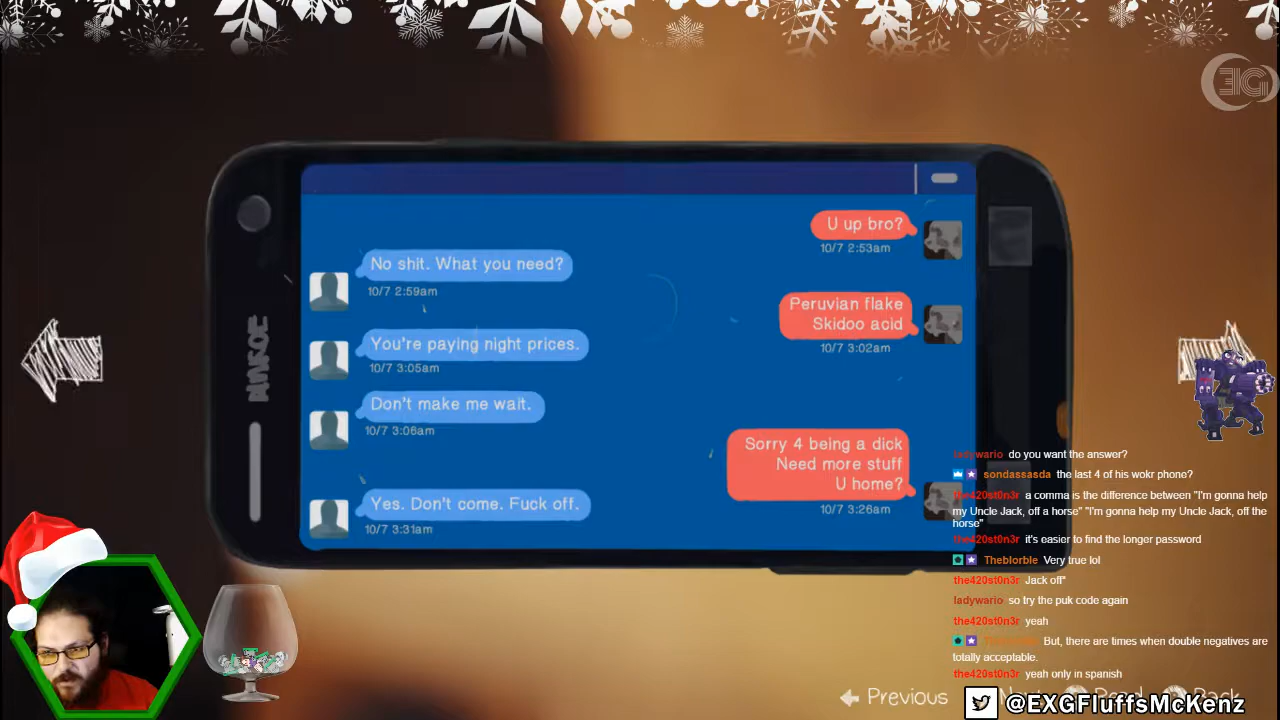 3G
U up bro?
10/7 2:53am
No shit. What you need?
10/7 2:59am
Peruvian flake
Skidoo acid
10/7 3:02am
You're paying night prices.
10/7 3:05am
Don't make me wait.
10/7 3:06am
Sorry 4 being a dick
Need more stuff
U home?
10/7 3:26am
Yes. Don't come. Fuck off.
10/7 3:31am
ladywario do you want the answer?
sondassasda the last 4 of his wokr phone?
the420st0n3r a comma is the difference between "I'm gonna help
my Uncle Jack, off a horse" "I'm gonna help my Uncle Jack, off the
horse"
the420st0n3r it's easier to find the longer password
Theblorble Very true lol
the420st0n3r Jack off"
ladywario so try the puk code again
the420st0n3r yeah
Theblorble But, there are times when double negatives are
totally acceptable.
the420st0n3r yeah only in spanish
Previous
@EXGFluffsMcKenz